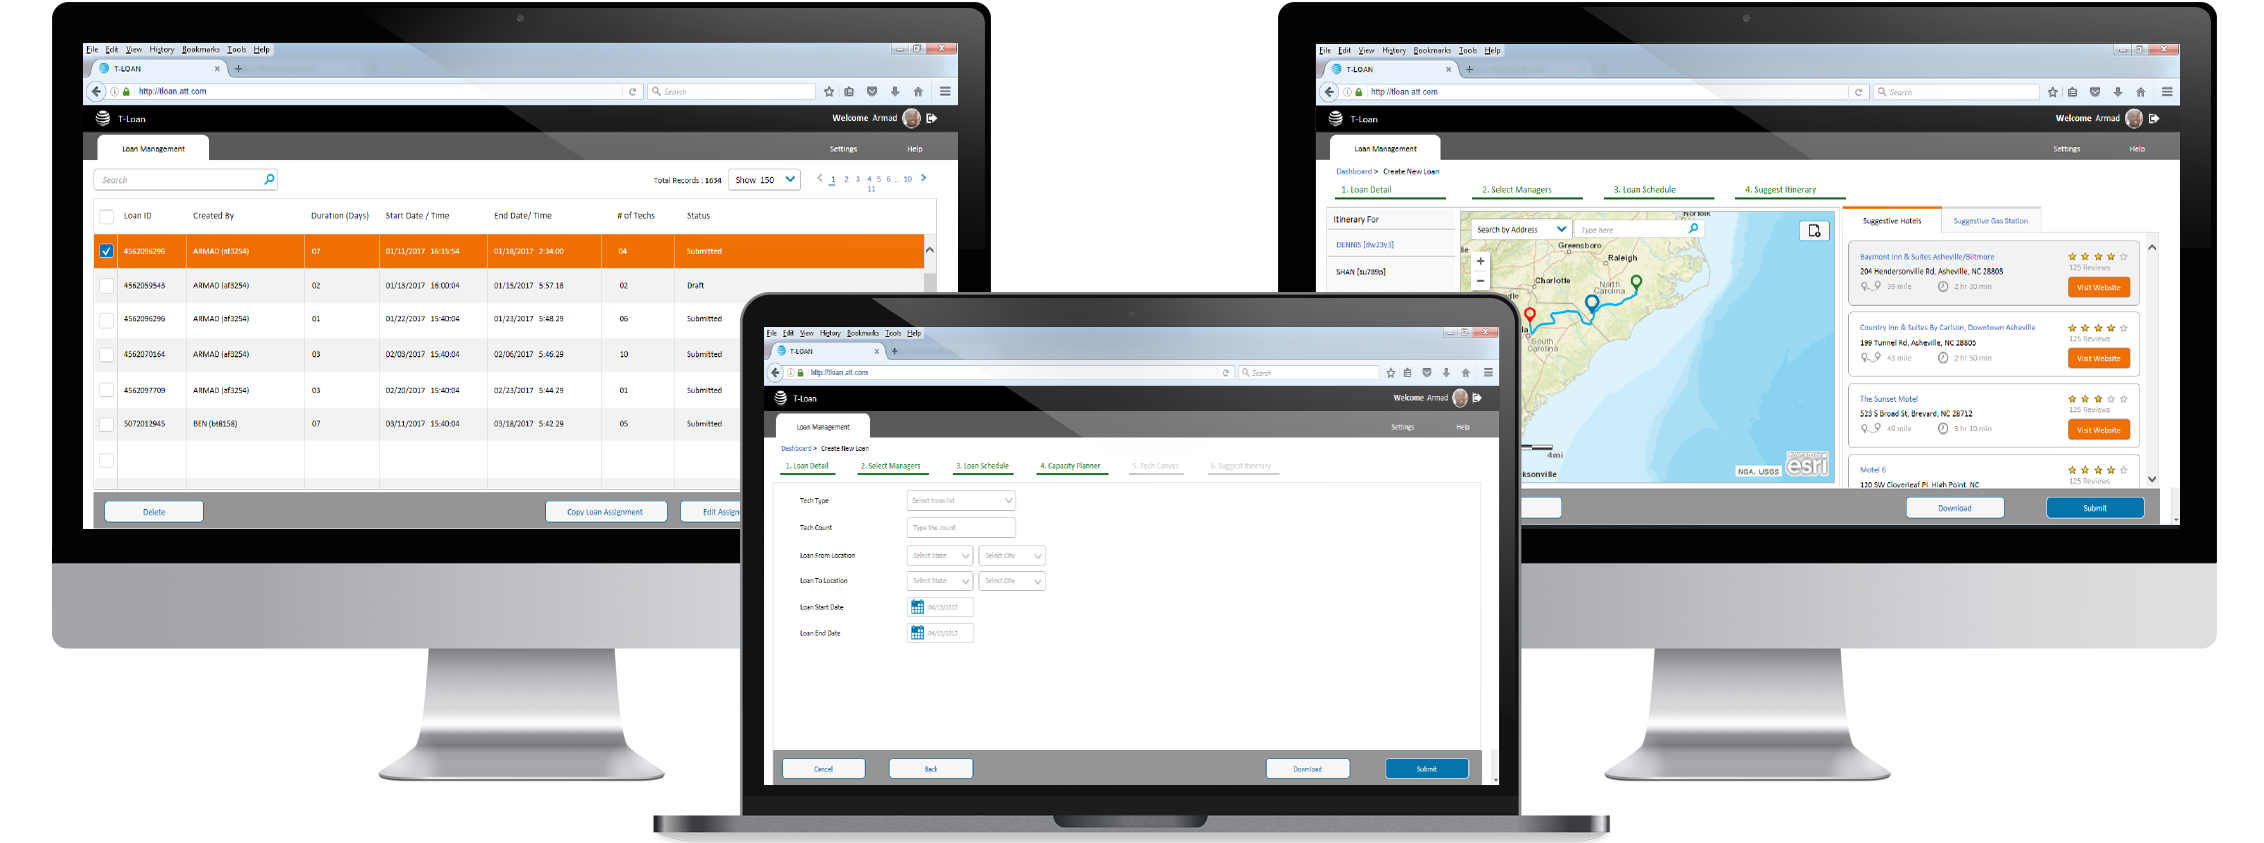 File Edit View History Bookmarks Tools Help
T-LOAN
http://tloan.att.com
Search
T-Loan
Welcome Armad
Loan Management
Settings
Help
Search
Total Records : 1634
Show 150
1 2 3 4 5 6 ... 10
11
Loan ID Created By Duration (Days) Start Date / Time End Date/ Time # of Techs Status
4562096296 ARMAD (af3254) 07 01/11/2017 16:15:54 01/18/2017 2:34.00 04 Submitted
4562059543 ARMAD (af3254) 02 01/13/2017 16:00:04 01/15/2017 5:57.18 02 Draft
4562096296 ARMAD (af3254) 01 01/22/2017 15:40:04 01/23/2017 5:48.29 06 Submitted
4562070164 ARMAD (af3254) 03 02/03/2017 15:40:04 02/06/2017 5:46.29 10 Submitted
4562097709 ARMAD (af3254) 03 02/20/2017 15:40:04 02/23/2017 5:44.29 01 Submitted
5072012945 BEN (bt8158) 07 03/11/2017 15:40:04 03/18/2017 5:42.29 05 Submitted
Delete
Copy Loan Assignment
Edit Assign
File Edit View History Bookmarks Tools Help
T-LOAN
http://tloan.att.com
Search
T-Loan
Welcome Armad
Loan Management
Settings
Help
Dashboard > Create New Loan
1. Loan Detail 2. Select Managers 3. Loan Schedule 4. Capacity Planner 5. Tech Canvas 6. Suggest Itinerary
Tech Type Select from list
Tech Count Type the count
Loan From Location Select State Select City
Loan To Location Select State Select City
Loan Start Date 04/13/2017
Loan End Date 04/13/2017
Cancel
Back
Download
Submit
File Edit View History Bookmarks Tools Help
T-LOAN
http://tloan.att.com
Search
T-Loan
Welcome Armad
Loan Management
Settings
Help
Dashboard > Create New Loan
1. Loan Detail 2. Select Managers 3. Loan Schedule 4. Suggest Itinerary
Itinerary For
DENNIS [dw23y3]
SHAN [su789p]
Search by Address
Type here
Norfolk
Greensboro
Raleigh
Charlotte
North
Carolina
South
Carolina
4mi
ksonville
NGA, USGS
POWERED BY
esri
Suggestive Hotels
Suggestive Gas Station
Baymont Inn & Suites Asheville/Biltmore
204 Hendersonville Rd, Asheville, NC 28803
125 Reviews
39 mile 2 hr 30 min
Visit Website
Country Inn & Suites By Carlson, Downtown Asheville
199 Tunnel Rd, Asheville, NC 28805
125 Reviews
43 mile 2 hr 50 min
Visit Website
The Sunset Motel
523 S Broad St, Brevard, NC 28712
125 Reviews
49 mile 3 hr 10 min
Visit Website
Motel 6
120 SW Cloverleaf Pl, High Point, NC
125 Reviews
Download
Submit